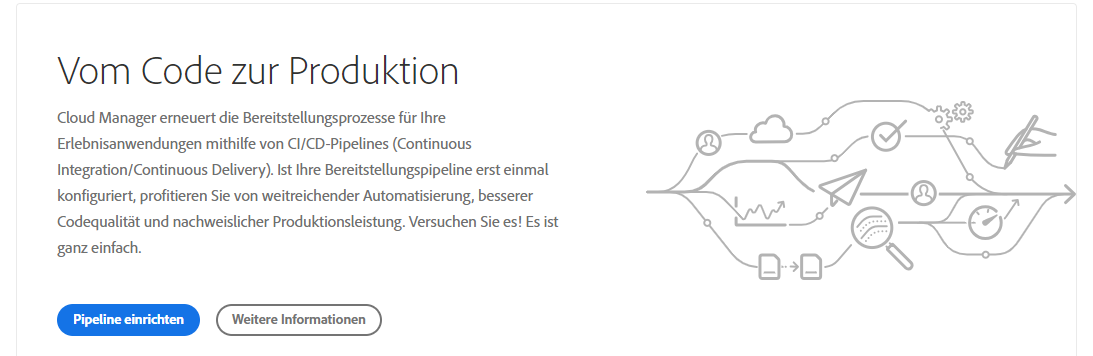 Vom Code zur Produktion
Cloud Manager erneuert die Bereitstellungsprozesse für Ihre
Erlebnisanwendungen mithilfe von CI/CD-Pipelines (Continuous
Integration/Continuous Delivery). Ist Ihre Bereitstellungspipeline erst einmal
konfiguriert, profitieren Sie von weitreichender Automatisierung, besserer
Codequalität und nachweislicher Produktionsleistung. Versuchen Sie es! Es ist
ganz einfach.
Pipeline einrichten
Weitere Informationen